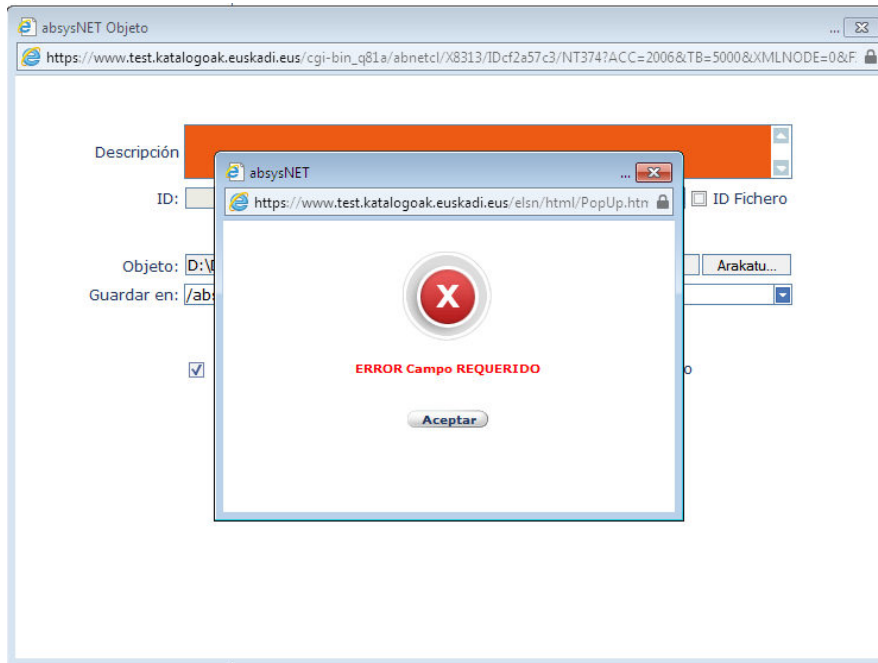 absysNET Objeto ...
https://www.test.katalogoak.euskadi.eus/cgi-bin_q81a/abnetcl/X8313/IDcf2a57c3/NT374?ACC=2006&TB=5000&XMLNODE=0&F
Descripción
absysNET ...
ID:
https://www.test.katalogoak.euskadi.eus/elsn/html/PopUp.htm
ID Fichero
Objeto: D:\
Arakatu...
Guardar en: /abs
ERROR Campo REQUERIDO
Aceptar